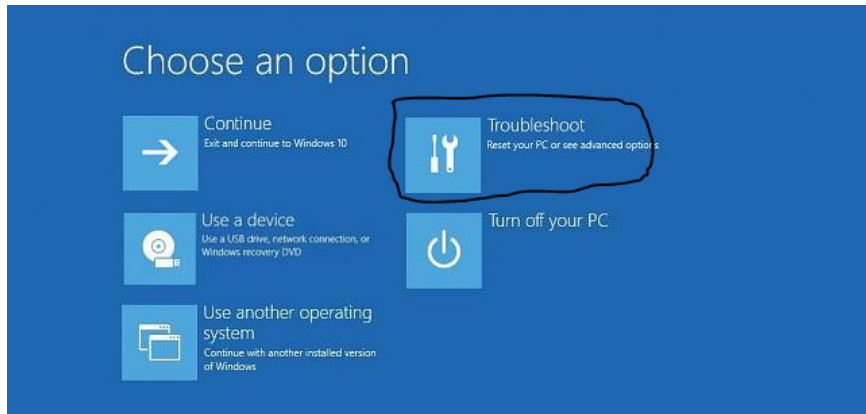 Choose an option
Continue
Exit and continue to Windows 10
Troubleshoot
Reset your PC or see advanced options
Use a device
Use a USB drive, network connection, or
Windows recovery DVD
Turn off your PC
Use another operating
system
Continue with another installed version
of Windows